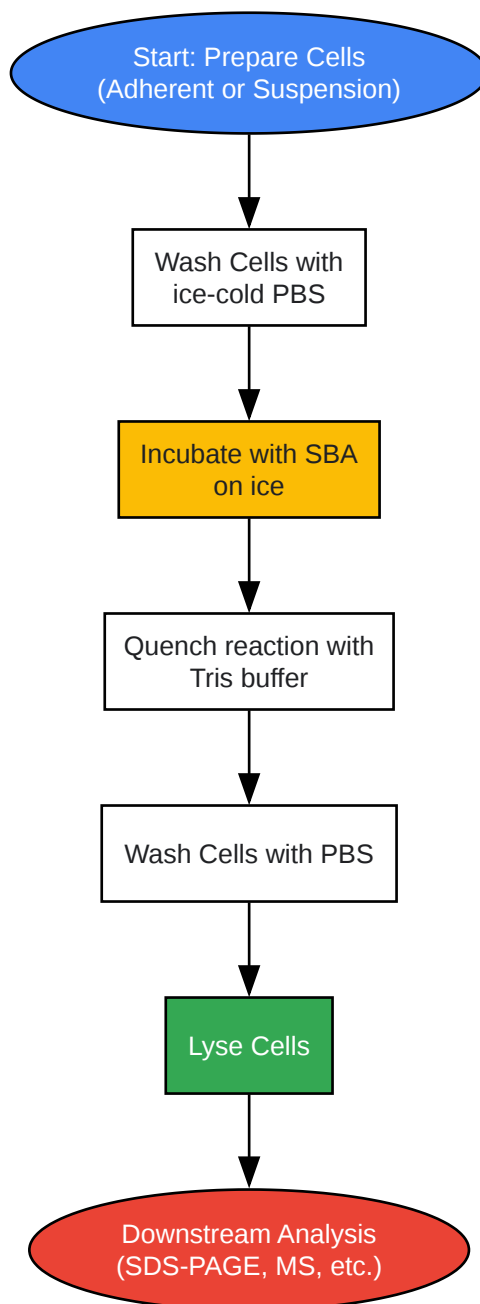 Start: Prepare Cells
(Adherent or Suspension)
Wash Cells with
ice-cold PBS
Incubate with SBA
on ice
Quench reaction with
Tris buffer
Wash Cells with PBS
Lyse Cells
Downstream Analysis
(SDS-PAGE, MS, etc.)